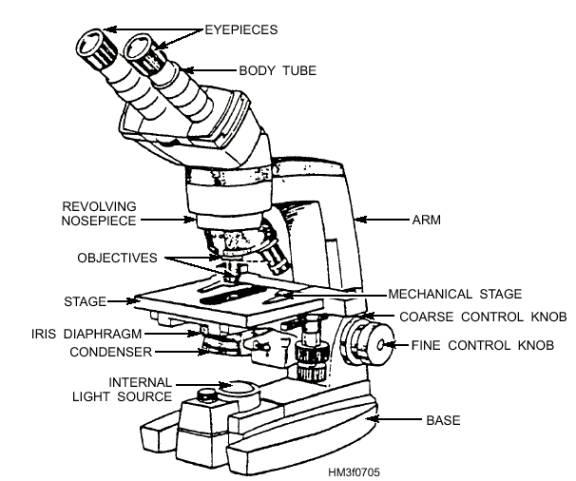 EYEPIECES
BODY TUBE
REVOLVING
NOSEPIECE
ARM
OBJECTIVES
MECHANICAL STAGE
STAGE
COARSE CONTROL KNOB
IRIS DIAPHRAGM
FINE CONTROL KNOB
CONDENSER
INTERNAL
LIGHT SOURCE
BASE
HM3f0705